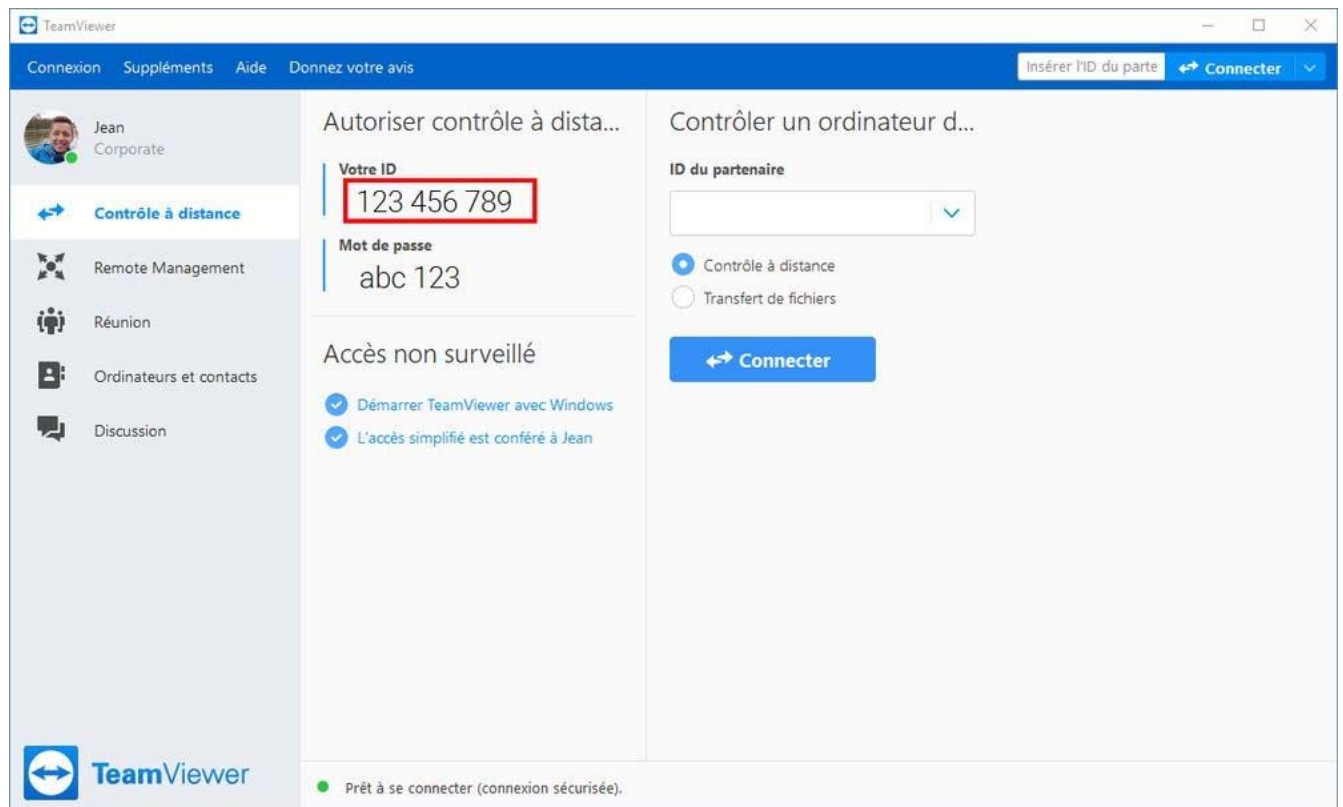 TeamViewer
Connexion Suppléments Aide Donnez votre avis
Insérer l'ID du parte
Connecter
Jean
Corporate
Contrôle à distance
Remote Management
Réunion
Ordinateurs et contacts
Discussion
TeamViewer
Autoriser contrôle à dista...
Votre ID
123 456 789
Mot de passe
abc 123
Accès non surveillé
Démarrer TeamViewer avec Windows
L'accès simplifié est conféré à Jean
Contrôler un ordinateur d...
ID du partenaire
Contrôle à distance
Transfert de fichiers
Connecter
Prêt à se connecter (connexion sécurisée).